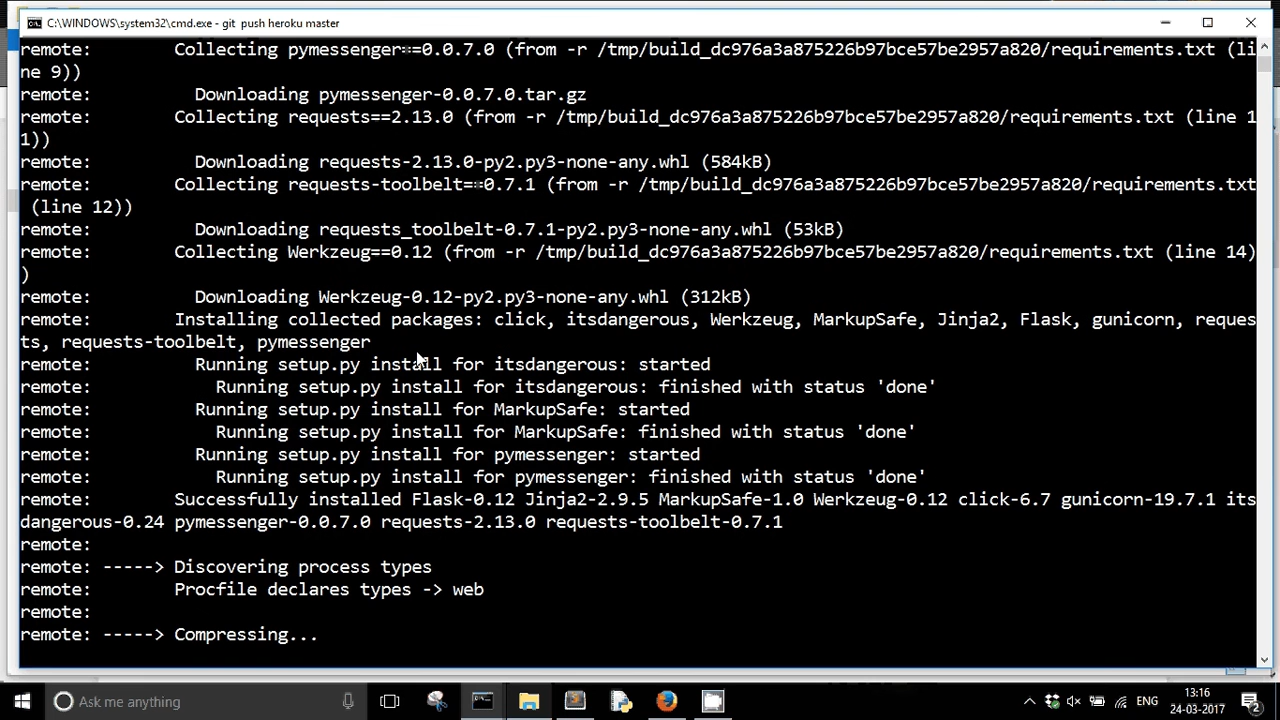 C:\WINDOWS\system32\cmd.exe - git  push heroku master
remote:        Collecting pymessenger==0.0.7.0 (from -r /tmp/build_dc976a3a875226b97bce57be2957a820/requirements.txt (li
ne 9))
remote:          Downloading pymessenger-0.0.7.0.tar.gz
remote:        Collecting requests==2.13.0 (from -r /tmp/build_dc976a3a875226b97bce57be2957a820/requirements.txt (line 1
1))
remote:          Downloading requests-2.13.0-py2.py3-none-any.whl (584kB)
remote:        Collecting requests-toolbelt==0.7.1 (from -r /tmp/build_dc976a3a875226b97bce57be2957a820/requirements.txt
 (line 12))
remote:          Downloading requests_toolbelt-0.7.1-py2.py3-none-any.whl (53kB)
remote:        Collecting Werkzeug==0.12 (from -r /tmp/build_dc976a3a875226b97bce57be2957a820/requirements.txt (line 14)
)
remote:          Downloading Werkzeug-0.12-py2.py3-none-any.whl (312kB)
remote:        Installing collected packages: click, itsdangerous, Werkzeug, MarkupSafe, Jinja2, Flask, gunicorn, reques
ts, requests-toolbelt, pymessenger
remote:          Running setup.py install for itsdangerous: started
remote:            Running setup.py install for itsdangerous: finished with status 'done'
remote:          Running setup.py install for MarkupSafe: started
remote:            Running setup.py install for MarkupSafe: finished with status 'done'
remote:          Running setup.py install for pymessenger: started
remote:            Running setup.py install for pymessenger: finished with status 'done'
remote:        Successfully installed Flask-0.12 Jinja2-2.9.5 MarkupSafe-1.0 Werkzeug-0.12 click-6.7 gunicorn-19.7.1 its
dangerous-0.24 pymessenger-0.0.7.0 requests-2.13.0 requests-toolbelt-0.7.1
remote:
remote: -----> Discovering process types
remote:        Procfile declares types -> web
remote:
remote: -----> Compressing...
Ask me anything
ENG
13:16
24-03-2017
2